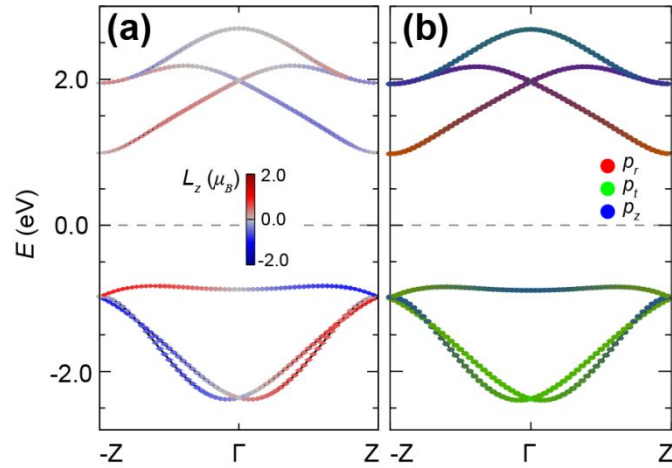 (a)
(b)
2.0
0.0
-2.0
E (eV)
L_z (μ_B)
2.0
0.0
-2.0
p_r
p_t
p_z
-Z
Γ
Z
-Z
Γ
Z